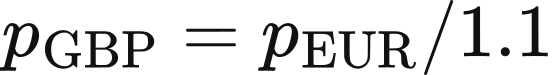 p_GBP = p_EUR/1.1